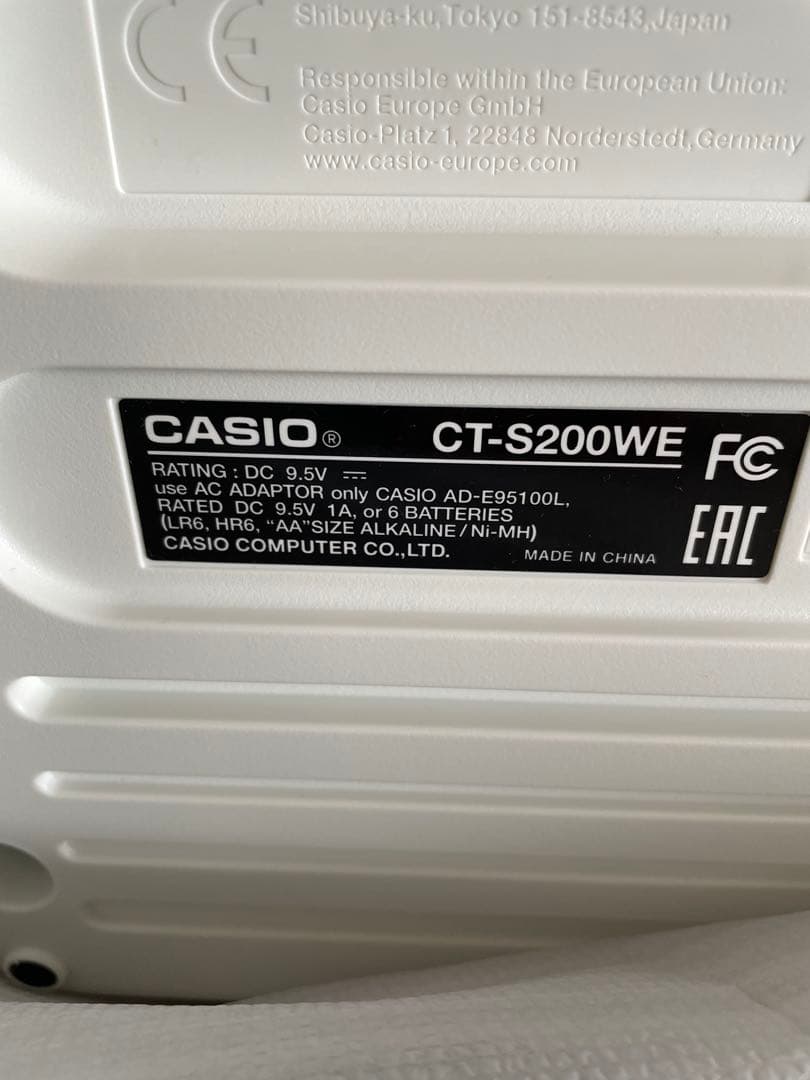 CE
Shibuya-ku,Tokyo 151-8543,Japan
Responsible within the European Union:
Casio Europe GmbH
Casio-Platz 1, 22848 Norderstedt,Germany
www.casio-europe.com
CASIO® CT-S200WE FC
RATING : DC 9.5V ⎓
use AC ADAPTOR only CASIO AD-E95100L,
RATED DC 9.5V 1A, or 6 BATTERIES
(LR6, HR6, “AA”SIZE ALKALINE / Ni-MH)
CASIO COMPUTER CO.,LTD. MADE IN CHINA
EAC